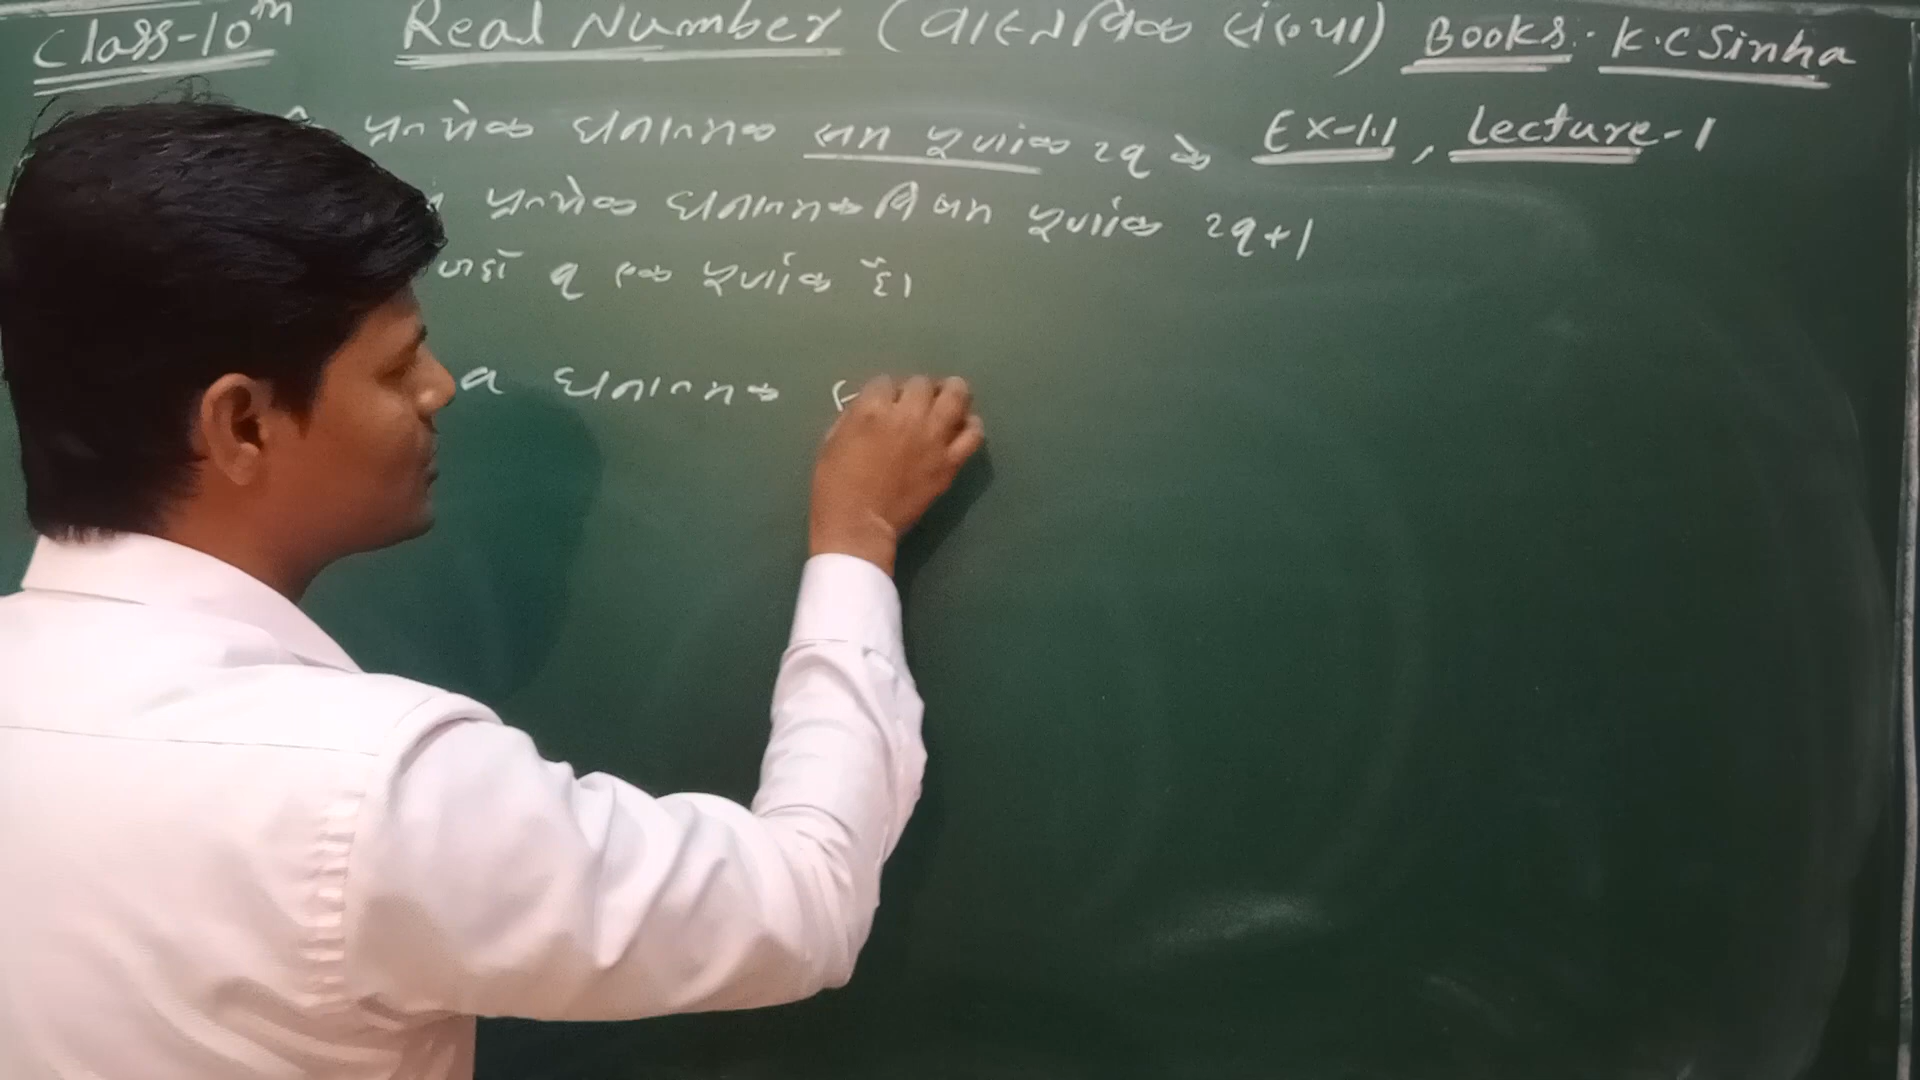 Class-10th Real Number (वास्तविक संख्या) Books:- K.C Sinha
प्रत्येक धनात्मक सम पूर्णांक 2q के Ex-1.1, Lecture-1
प्रत्येक धनात्मक विषम पूर्णांक 2q+1
जहाँ q एक पूर्णांक है।
a धनात्मक